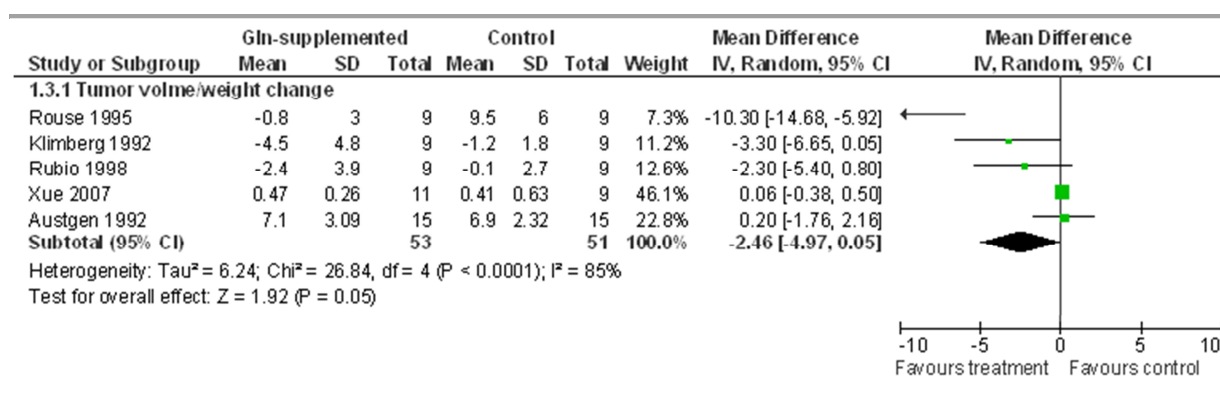 Gln-supplemented Control Mean Difference Mean Difference
Study or Subgroup Mean SD Total Mean SD Total Weight IV, Random, 95% CI IV, Random, 95% CI
1.3.1 Tumor volme/weight change
Rouse 1995 -0.8 3 9 9.5 6 9 7.3% -10.30 [-14.68, -5.92]
Klimberg 1992 -4.5 4.8 9 -1.2 1.8 9 11.2% -3.30 [-6.65, 0.05]
Rubio 1998 -2.4 3.9 9 -0.1 2.7 9 12.6% -2.30 [-5.40, 0.80]
Xue 2007 0.47 0.26 11 0.41 0.63 9 46.1% 0.06 [-0.38, 0.50]
Austgen 1992 7.1 3.09 15 6.9 2.32 15 22.8% 0.20 [-1.76, 2.16]
Subtotal (95% CI) 53 51 100.0% -2.46 [-4.97, 0.05]
Heterogeneity: Tau² = 6.24; Chi² = 26.84, df = 4 (P < 0.0001); I² = 85%
Test for overall effect: Z = 1.92 (P = 0.05)
-10 -5 0 5 10
Favours treatment Favours control